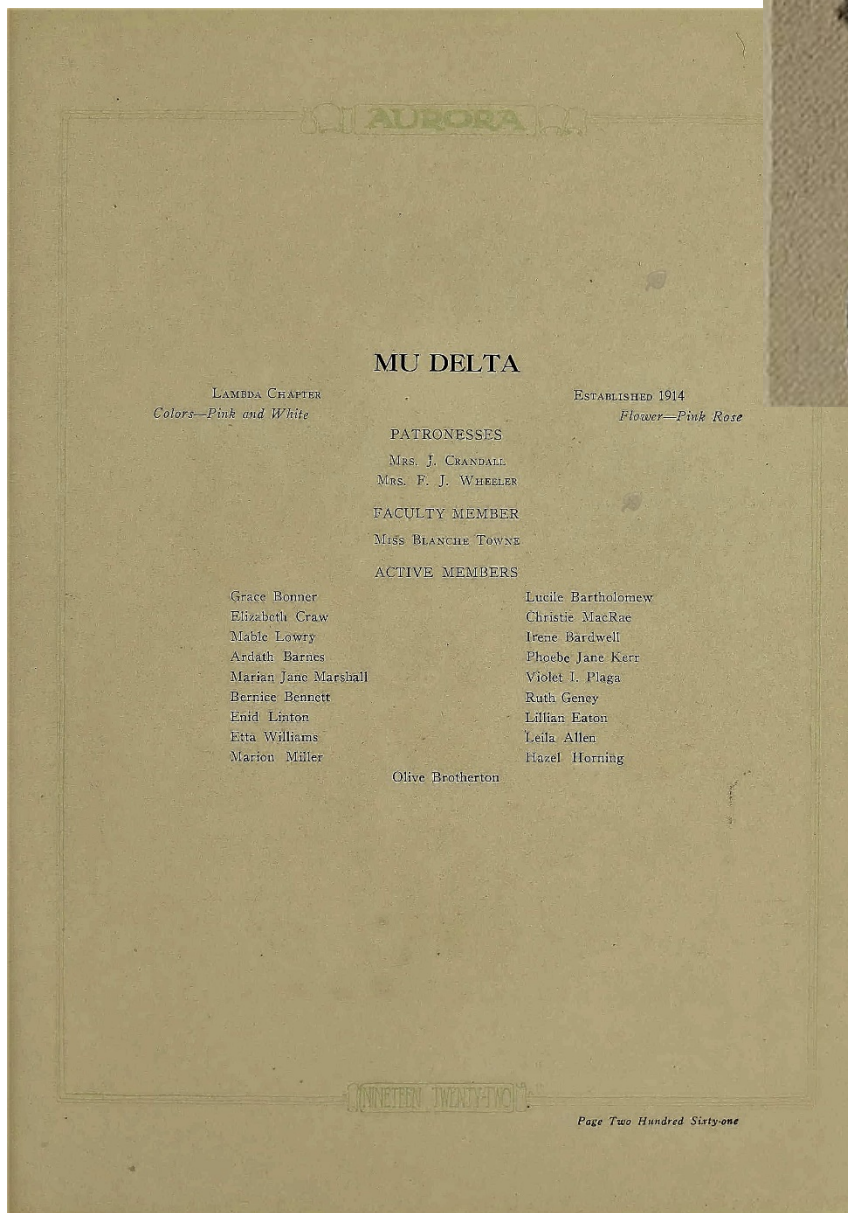 AURORA
MU DELTA
LAMBDA CHAPTER ESTABLISHED 1914
Colors—Pink and White Flower—Pink Rose
PATRONESSES
MRS. J. CRANDALL
MRS. F. J. WHEELER
FACULTY MEMBER
MISS BLANCHE TOWNE
ACTIVE MEMBERS
Grace Bonner Lucile Bartholomew
Elizabeth Craw Christie MacRae
Mable Lowry Irene Bardwell
Ardath Barnes Phoebe Jane Kerr
Marian Jane Marshall Violet I. Plaga
Bernice Bennett Ruth Geney
Enid Linton Lillian Eaton
Etta Williams Leila Allen
Marion Miller Hazel Horning
Olive Brotherton
NINETEEN TWENTY-TWO
Page Two Hundred Sixty-one